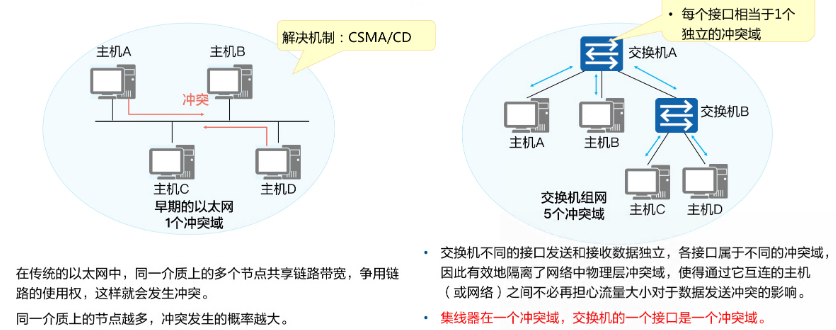 解决机制：CSMA/CD
主机A
主机B
冲突
主机C
主机D
早期的以太网
1个冲突域
在传统的以太网中，同一介质上的多个节点共享链路带宽，争用链
路的使用权，这样就会发生冲突。
同一介质上的节点越多，冲突发生的概率越大。
• 每个接口相当于1个
独立的冲突域
交换机A
主机A
主机B
交换机B
主机C
主机D
交换机组网
5个冲突域
• 交换机不同的接口发送和接收数据独立，各接口属于不同的冲突域，
因此有效地隔离了网络中物理层冲突域，使得通过它互连的主机
（或网络）之间不必再担心流量大小对于数据发送冲突的影响。
• 集线器在一个冲突域，交换机的一个接口是一个冲突域。